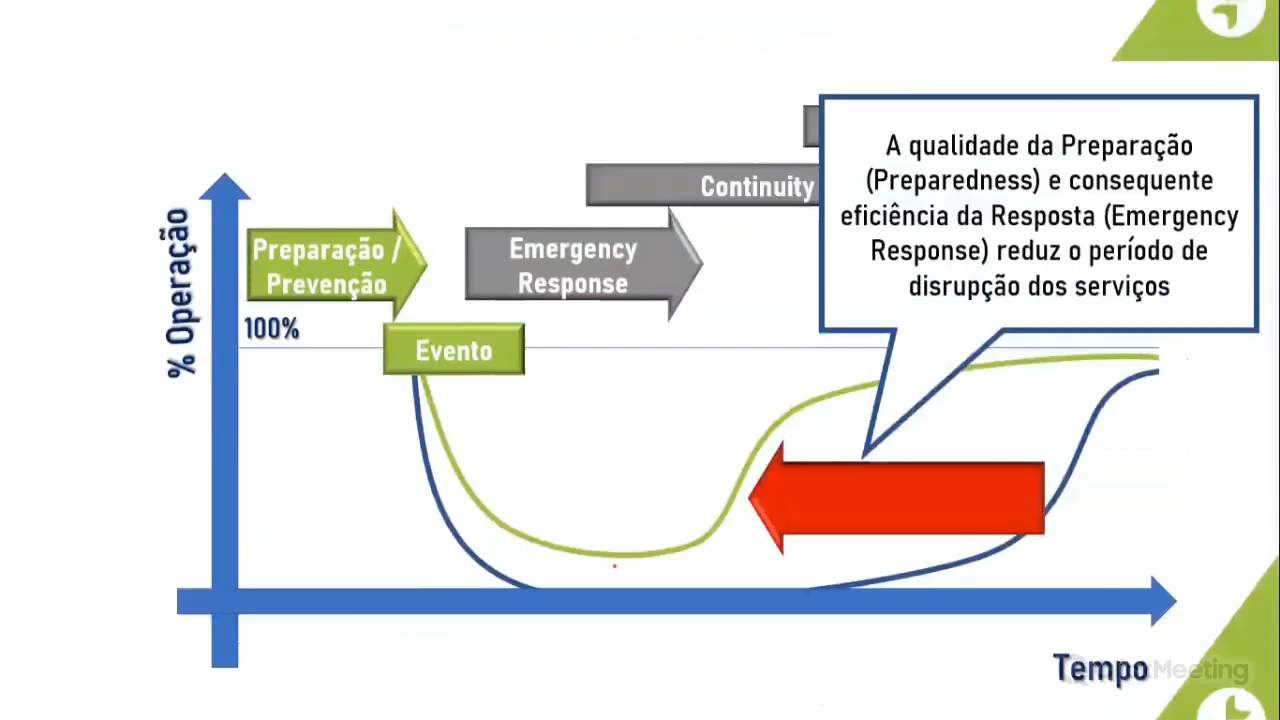 A qualidade da Preparação
(Preparedness) e consequente
eficiência da Resposta (Emergency
Response) reduz o período de
disrupção dos serviços
Continuity
Preparação /
Prevenção
Emergency
Response
% Operação
100%
Evento
Tempo
Meeting